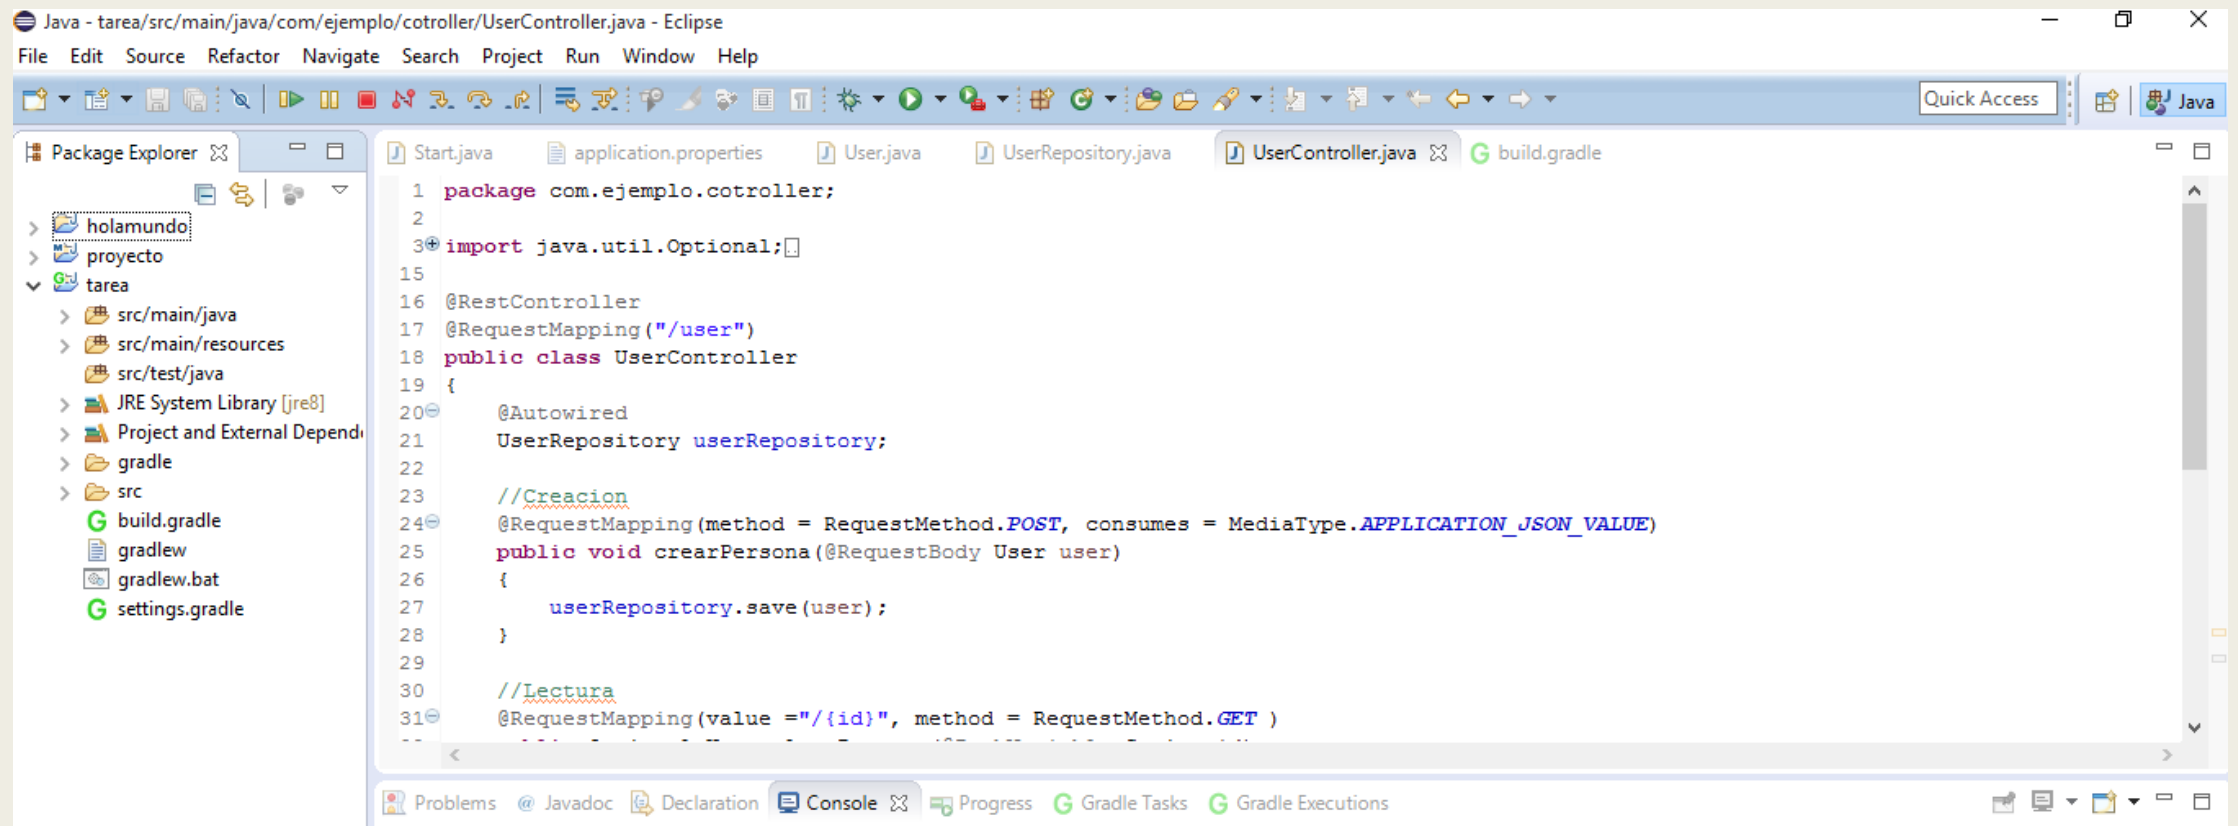 Java - tarea/src/main/java/com/ejemplo/cotroller/UserController.java - Eclipse
File Edit Source Refactor Navigate Search Project Run Window Help
Quick Access Java
Package Explorer
Start.java application.properties User.java UserRepository.java UserController.java build.gradle
holamundo
proyecto
tarea
src/main/java
src/main/resources
src/test/java
JRE System Library [jre8]
Project and External Depend
gradle
src
build.gradle
gradlew
gradlew.bat
settings.gradle
1 package com.ejemplo.cotroller;
2
3 import java.util.Optional;
15
16 @RestController
17 @RequestMapping("/user")
18 public class UserController
19 {
20 @Autowired
21 UserRepository userRepository;
22
23 //Creacion
24 @RequestMapping(method = RequestMethod.POST, consumes = MediaType.APPLICATION_JSON_VALUE)
25 public void crearPersona(@RequestBody User user)
26 {
27 userRepository.save(user);
28 }
29
30 //Lectura
31 @RequestMapping(value ="/{id}", method = RequestMethod.GET )
Problems Javadoc Declaration Console Progress Gradle Tasks Gradle Executions